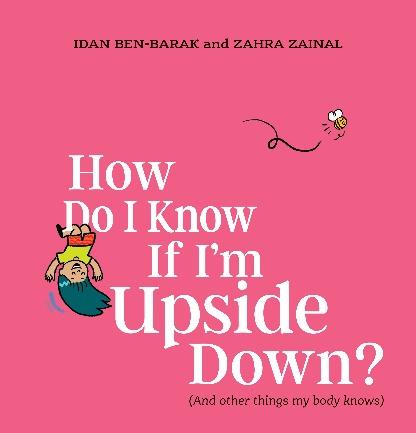 IDAN BEN-BARAK and ZAHRA ZAINAL
How
Do I Know
If I'm
Upside
Down?
(And other things my body knows)